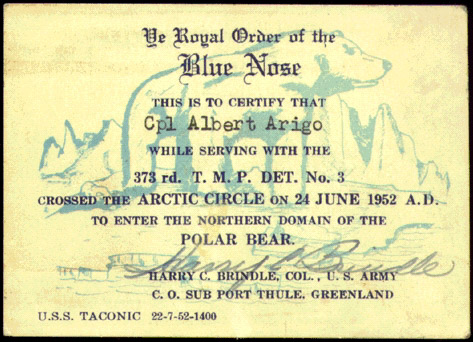 Ye Royal Order of the
Blue Nose
THIS IS TO CERTIFY THAT
Cpl Albert Arigo
WHILE SERVING WITH THE
373 rd. T. M. P. DET. No. 3
CROSSED THE ARCTIC CIRCLE ON 24 JUNE 1952 A.D.
TO ENTER THE NORTHERN DOMAIN OF THE
POLAR BEAR.
Harry C. Brindle
HARRY C. BRINDLE, COL., U. S. ARMY
C. O. SUB PORT THULE, GREENLAND
U.S.S. TACONIC 22-7-52-1400